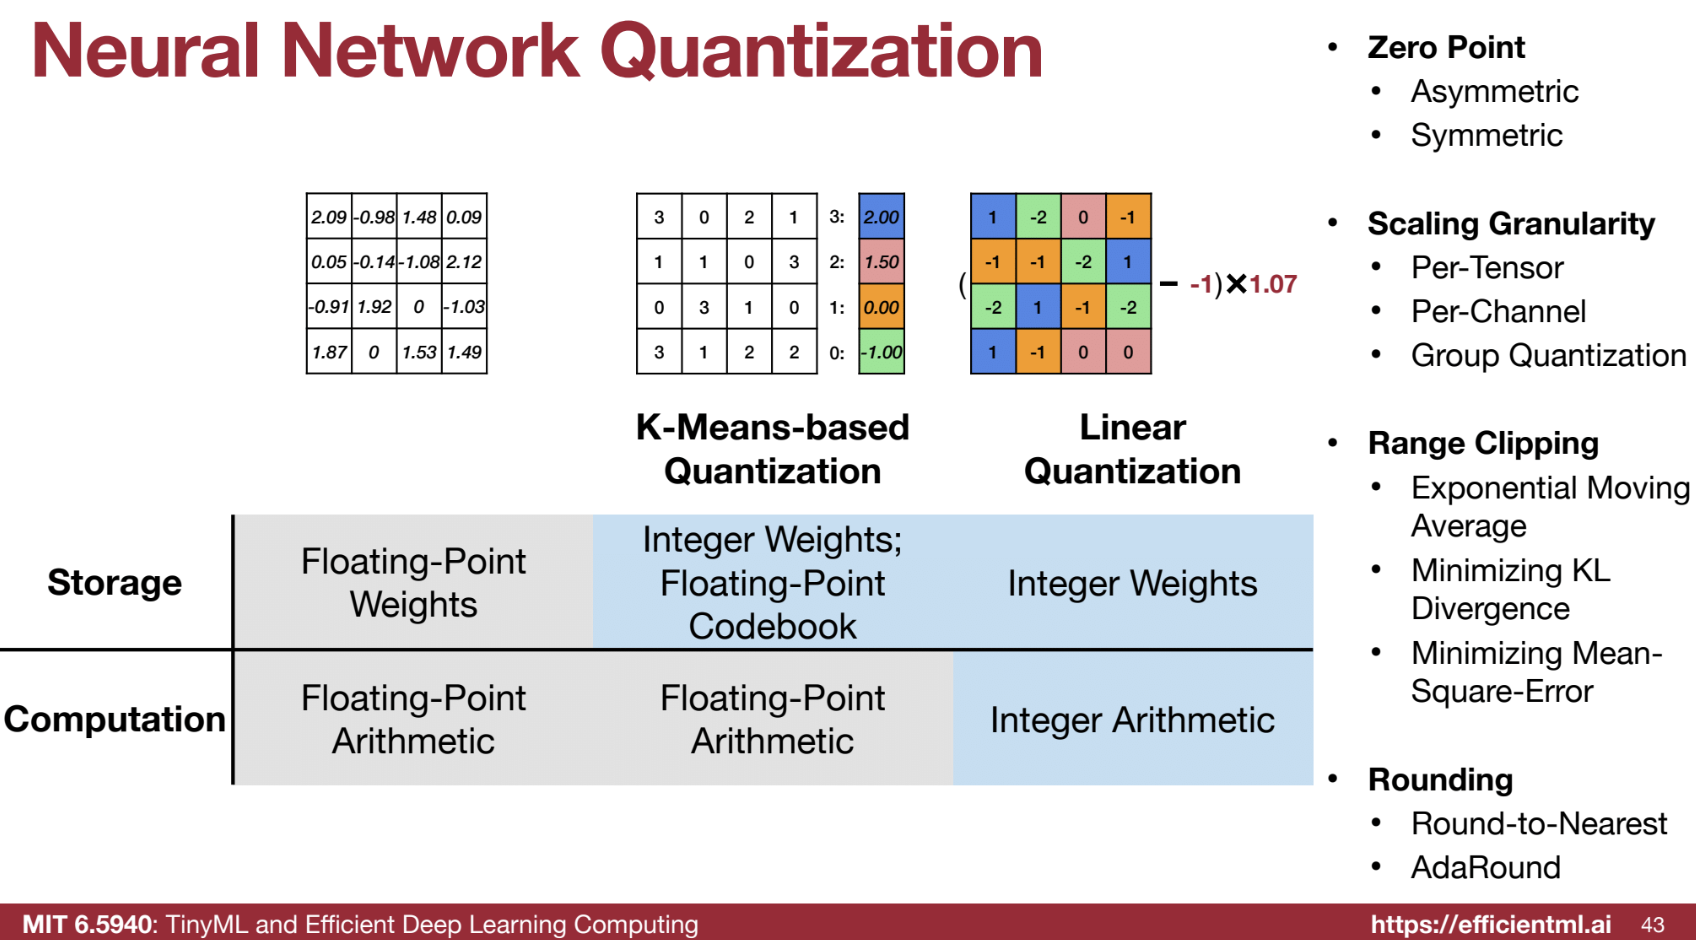 Neural Network Quantization
2.09 -0.98 1.48 0.09
0.05 -0.14 -1.08 2.12
-0.91 1.92 0 -1.03
1.87 0 1.53 1.49
3 0 2 1 3: 2.00
1 1 0 3 2: 1.50
0 3 1 0 1: 0.00
3 1 2 2 0: -1.00
K-Means-based
Quantization
1 -2 0 -1
-1 -1 -2 1
( -2 1 -1 -2 − -1) × 1.07
1 -1 0 0
Linear
Quantization
Storage
Floating-Point
Weights
Integer Weights;
Floating-Point
Codebook
Integer Weights
Computation
Floating-Point
Arithmetic
Floating-Point
Arithmetic
Integer Arithmetic
• Zero Point
• Asymmetric
• Symmetric
• Scaling Granularity
• Per-Tensor
• Per-Channel
• Group Quantization
• Range Clipping
• Exponential Moving
Average
• Minimizing KL
Divergence
• Minimizing Mean-
Square-Error
• Rounding
• Round-to-Nearest
• AdaRound
MIT 6.5940: TinyML and Efficient Deep Learning Computing
https://efficientml.ai 43